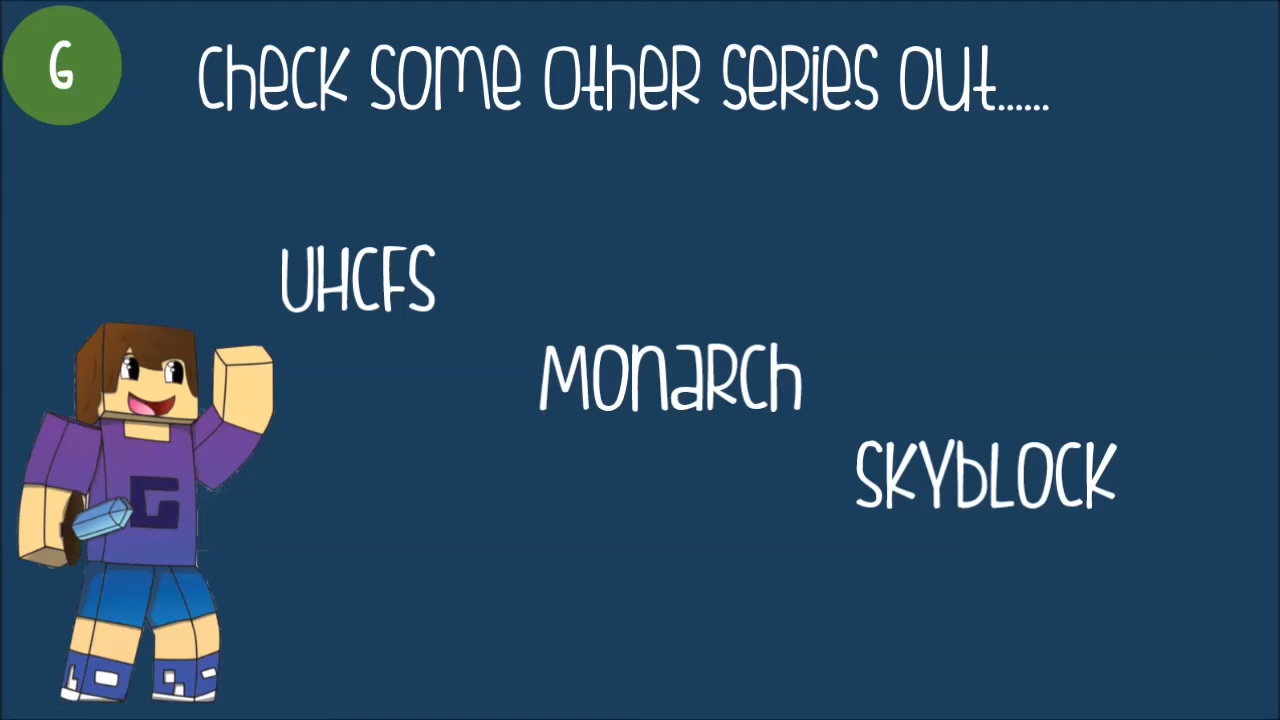 G
Check some other series out......
UHCFS
Monarch
Skyblock
G